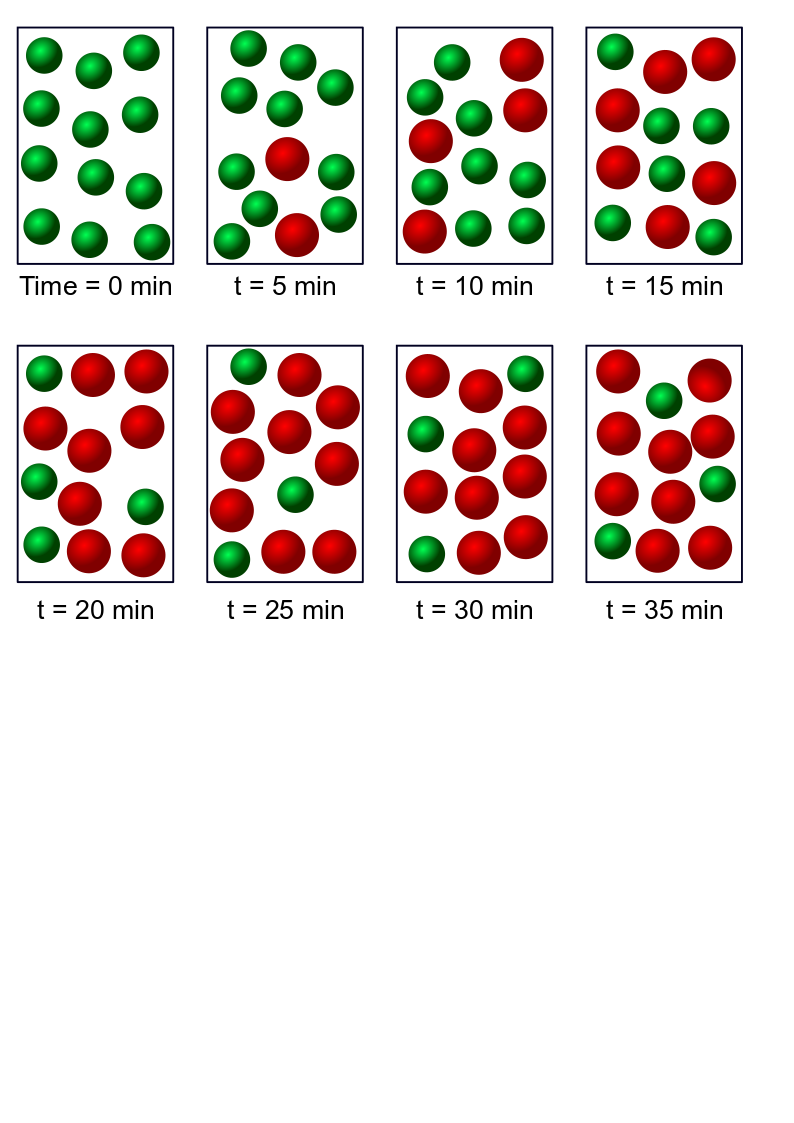 Time = 0 min
t = 5 min
t = 10 min
t = 15 min
t = 20 min
t = 25 min
t = 30 min
t = 35 min